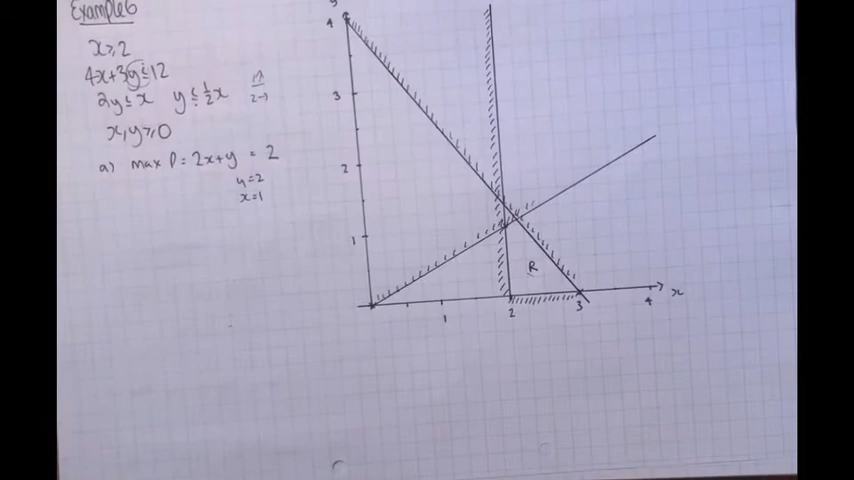 Example 6
x ≥ 2
4x+3y ≤ 12
2y ≤ x   y ≤ ½x
x,y ≥ 0
a) max P = 2x+y = 2
y=2
x=1
4
3
2
1
R
1 2 3 4 x